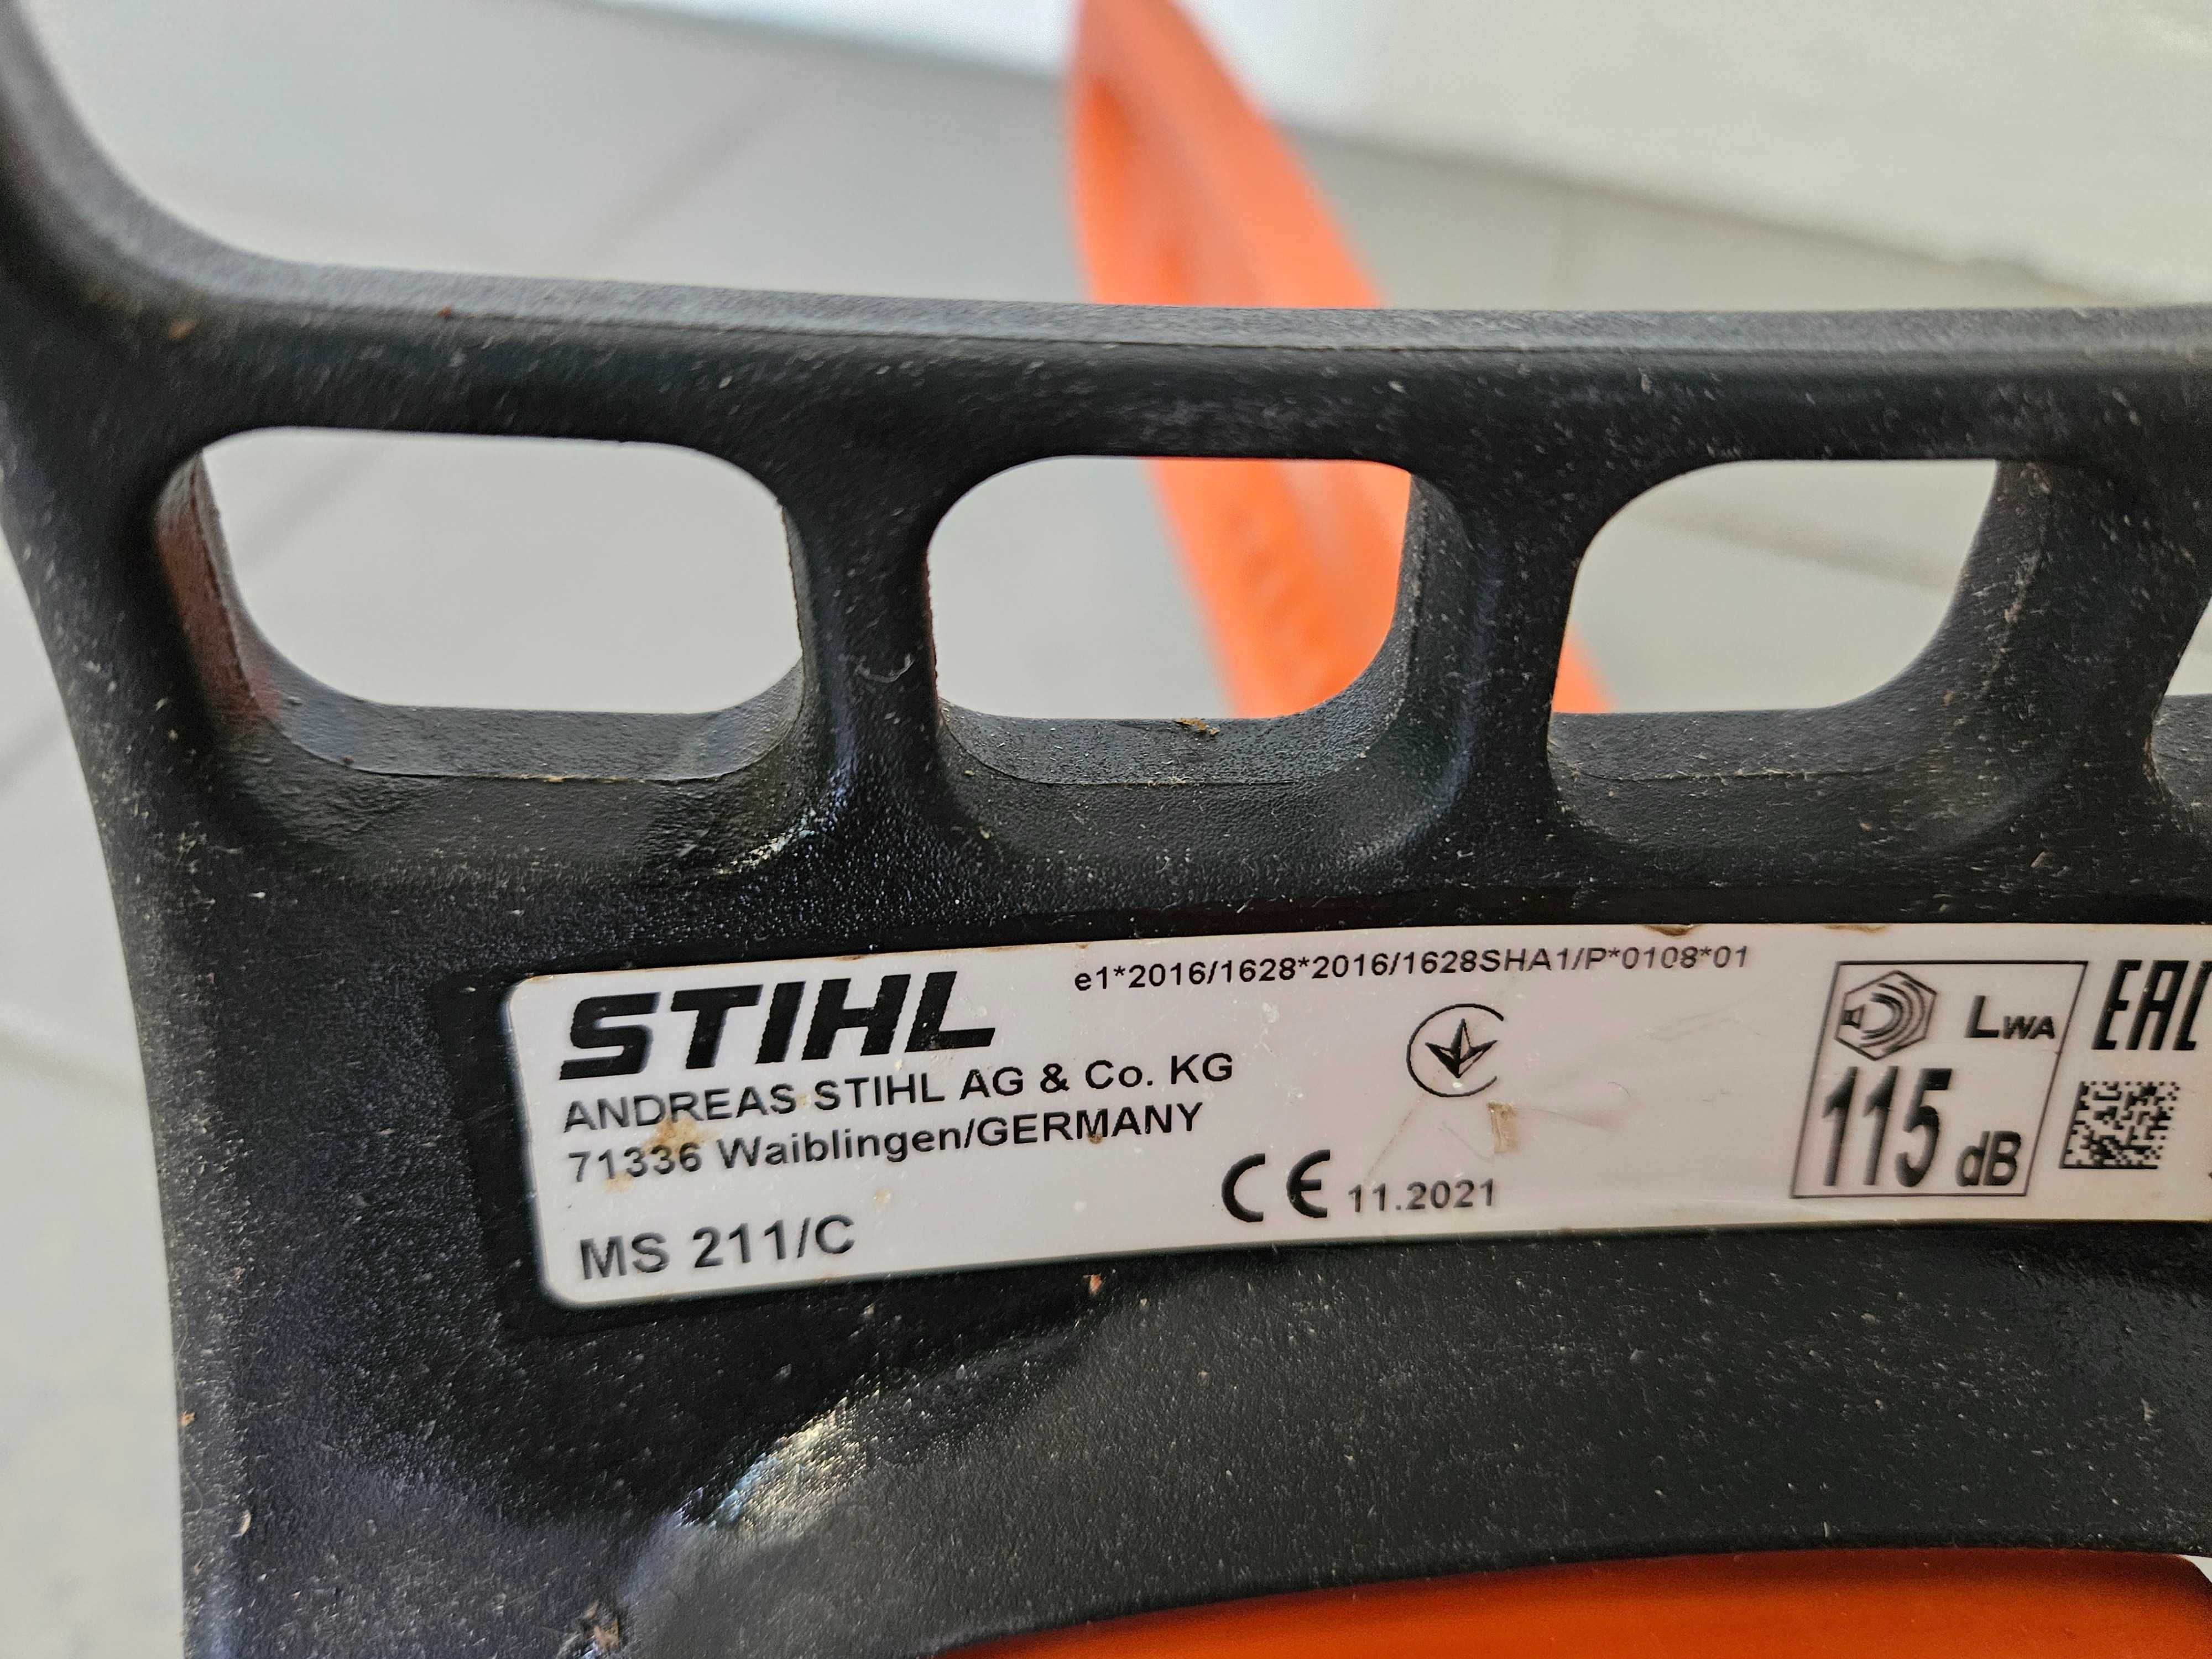 STIHL
e1*2016/1628*2016/1628SHA1/P*0108*01
ANDREAS STIHL AG & Co. KG
71336 Waiblingen/GERMANY
MS 211/C
CE 11.2021
LWA
115 dB
EAC